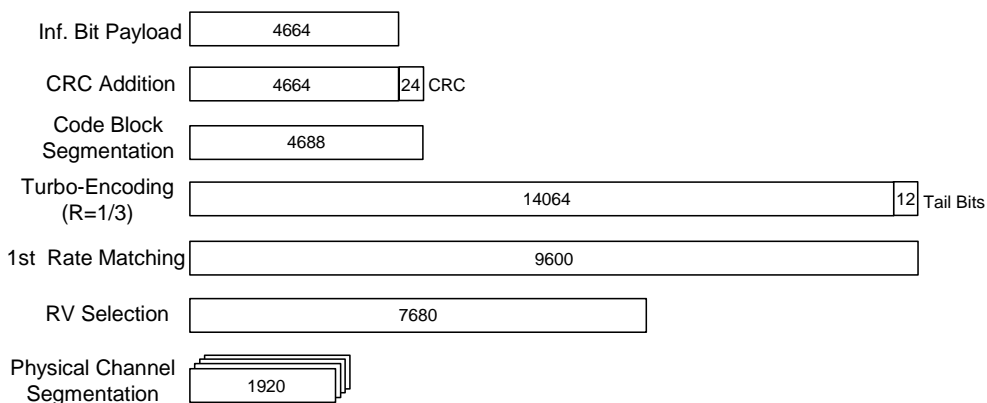 Inf. Bit Payload
4664
CRC Addition
4664
24
CRC
Code Block
Segmentation
4688
Turbo-Encoding
(R=1/3)
14064
12
Tail Bits
1st Rate Matching
9600
RV Selection
7680
Physical Channel
Segmentation
1920